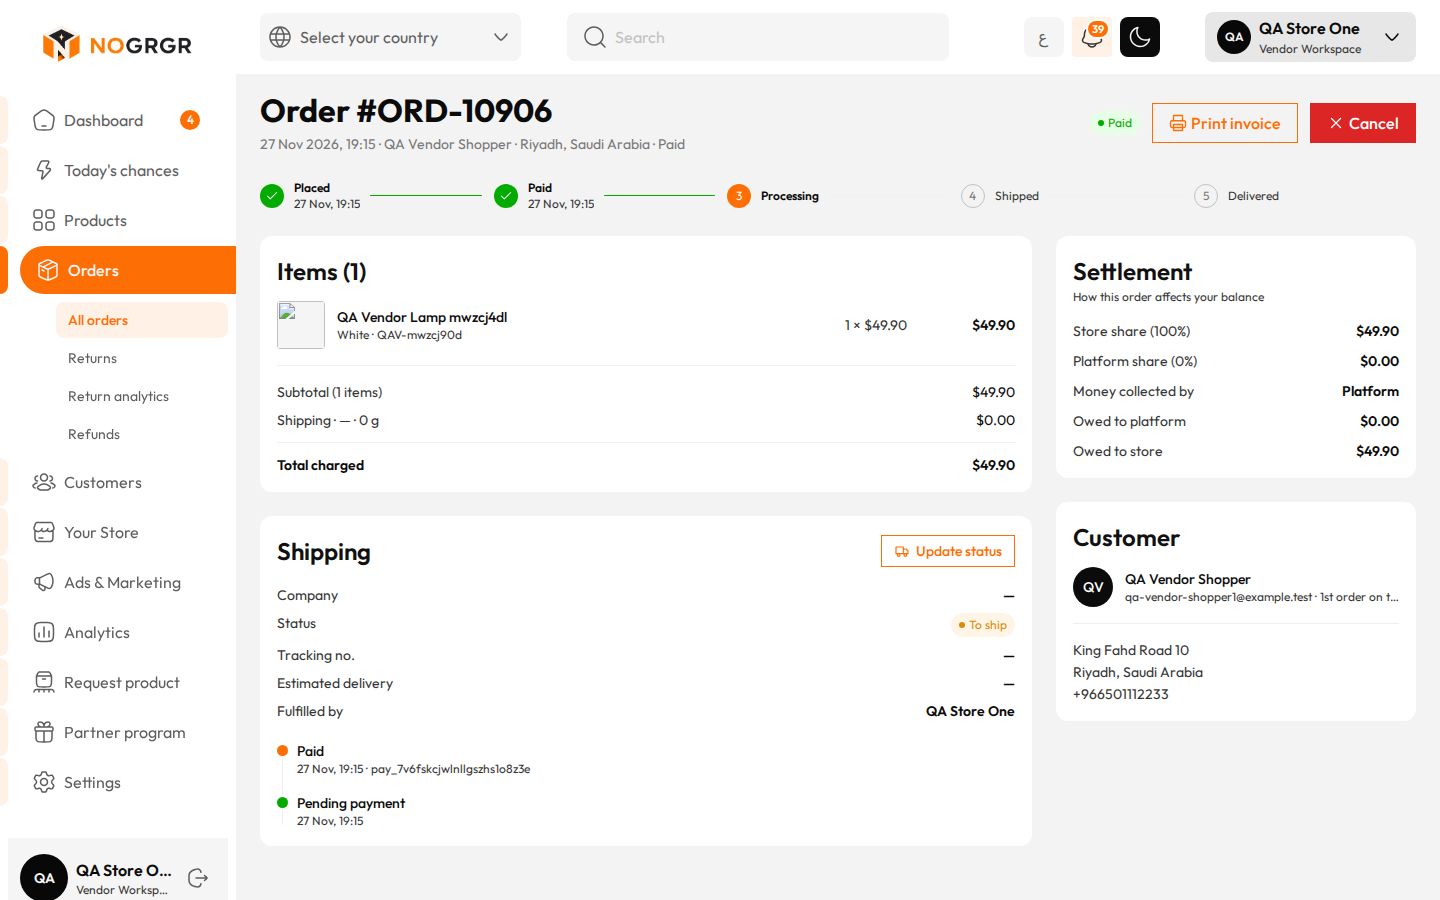 NOGRGR
Select your country
Search
ع
39
QA
QA Store One
Vendor Workspace
Dashboard
4
Today's chances
Products
Orders
All orders
Returns
Return analytics
Refunds
Customers
Your Store
Ads & Marketing
Analytics
Request product
Partner program
Settings
QA
QA Store O...
Vendor Worksp...
Order #ORD-10906
27 Nov 2026, 19:15 · QA Vendor Shopper · Riyadh, Saudi Arabia · Paid
Paid
Print invoice
Cancel
Placed
27 Nov, 19:15
Paid
27 Nov, 19:15
3
Processing
4
Shipped
5
Delivered
Items (1)
QA Vendor Lamp mwzcj4dl
White · QAV-mwzcj90d
1 × $49.90
$49.90
Subtotal (1 items)
$49.90
Shipping · — · 0 g
$0.00
Total charged
$49.90
Shipping
Update status
Company
—
Status
To ship
Tracking no.
—
Estimated delivery
—
Fulfilled by
QA Store One
Paid
27 Nov, 19:15 · pay_7v6fskcjwlnllgszhs1o8z3e
Pending payment
27 Nov, 19:15
Settlement
How this order affects your balance
Store share (100%)
$49.90
Platform share (0%)
$0.00
Money collected by
Platform
Owed to platform
$0.00
Owed to store
$49.90
Customer
QV
QA Vendor Shopper
qa-vendor-shopper1@example.test · 1st order on t...
King Fahd Road 10
Riyadh, Saudi Arabia
+966501112233